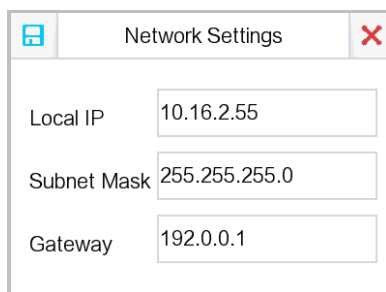 Network Settings
Local IP 10.16.2.55
Subnet Mask 255.255.255.0
Gateway 192.0.0.1